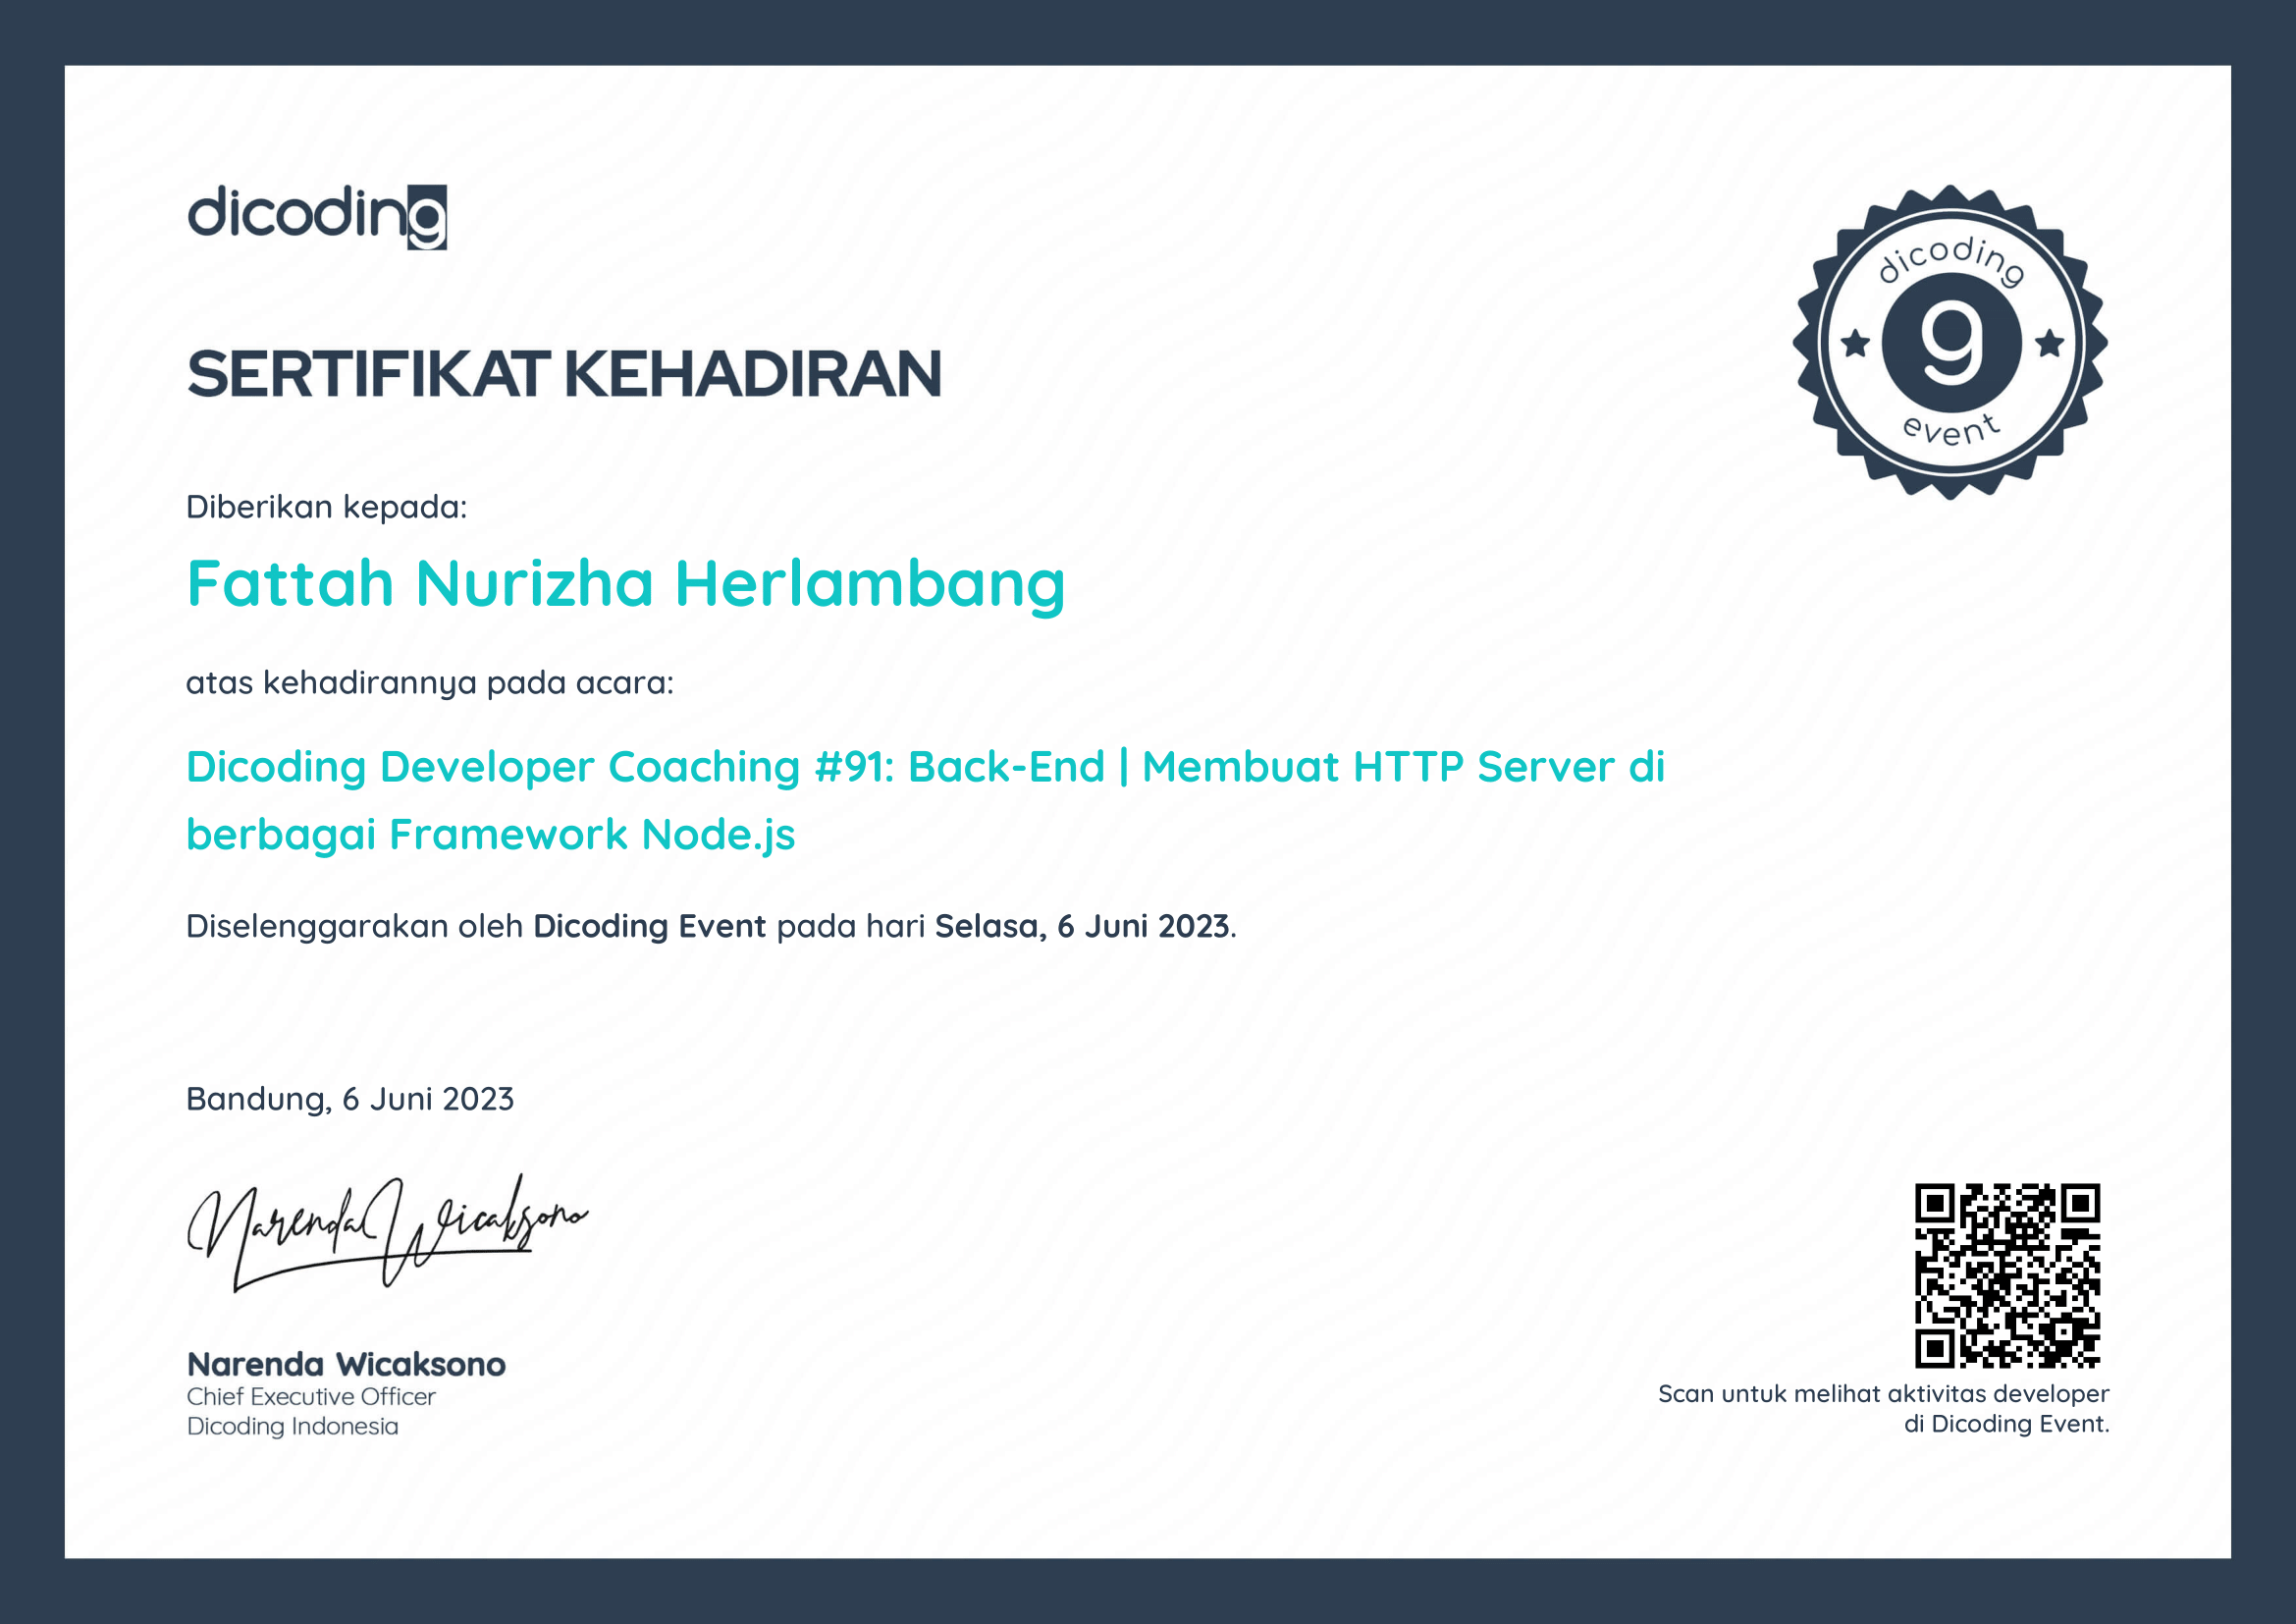 dicoding
SERTIFIKAT KEHADIRAN
dicoding
g
event
Diberikan kepada:
Fattah Nurizha Herlambang
atas kehadirannya pada acara:
Dicoding Developer Coaching #91: Back-End | Membuat HTTP Server di
berbagai Framework Node.js
Diselenggarakan oleh Dicoding Event pada hari Selasa, 6 Juni 2023.
Bandung, 6 Juni 2023
Narenda Wicaksono
Narenda Wicaksono
Chief Executive Officer
Dicoding Indonesia
Scan untuk melihat aktivitas developer
di Dicoding Event.